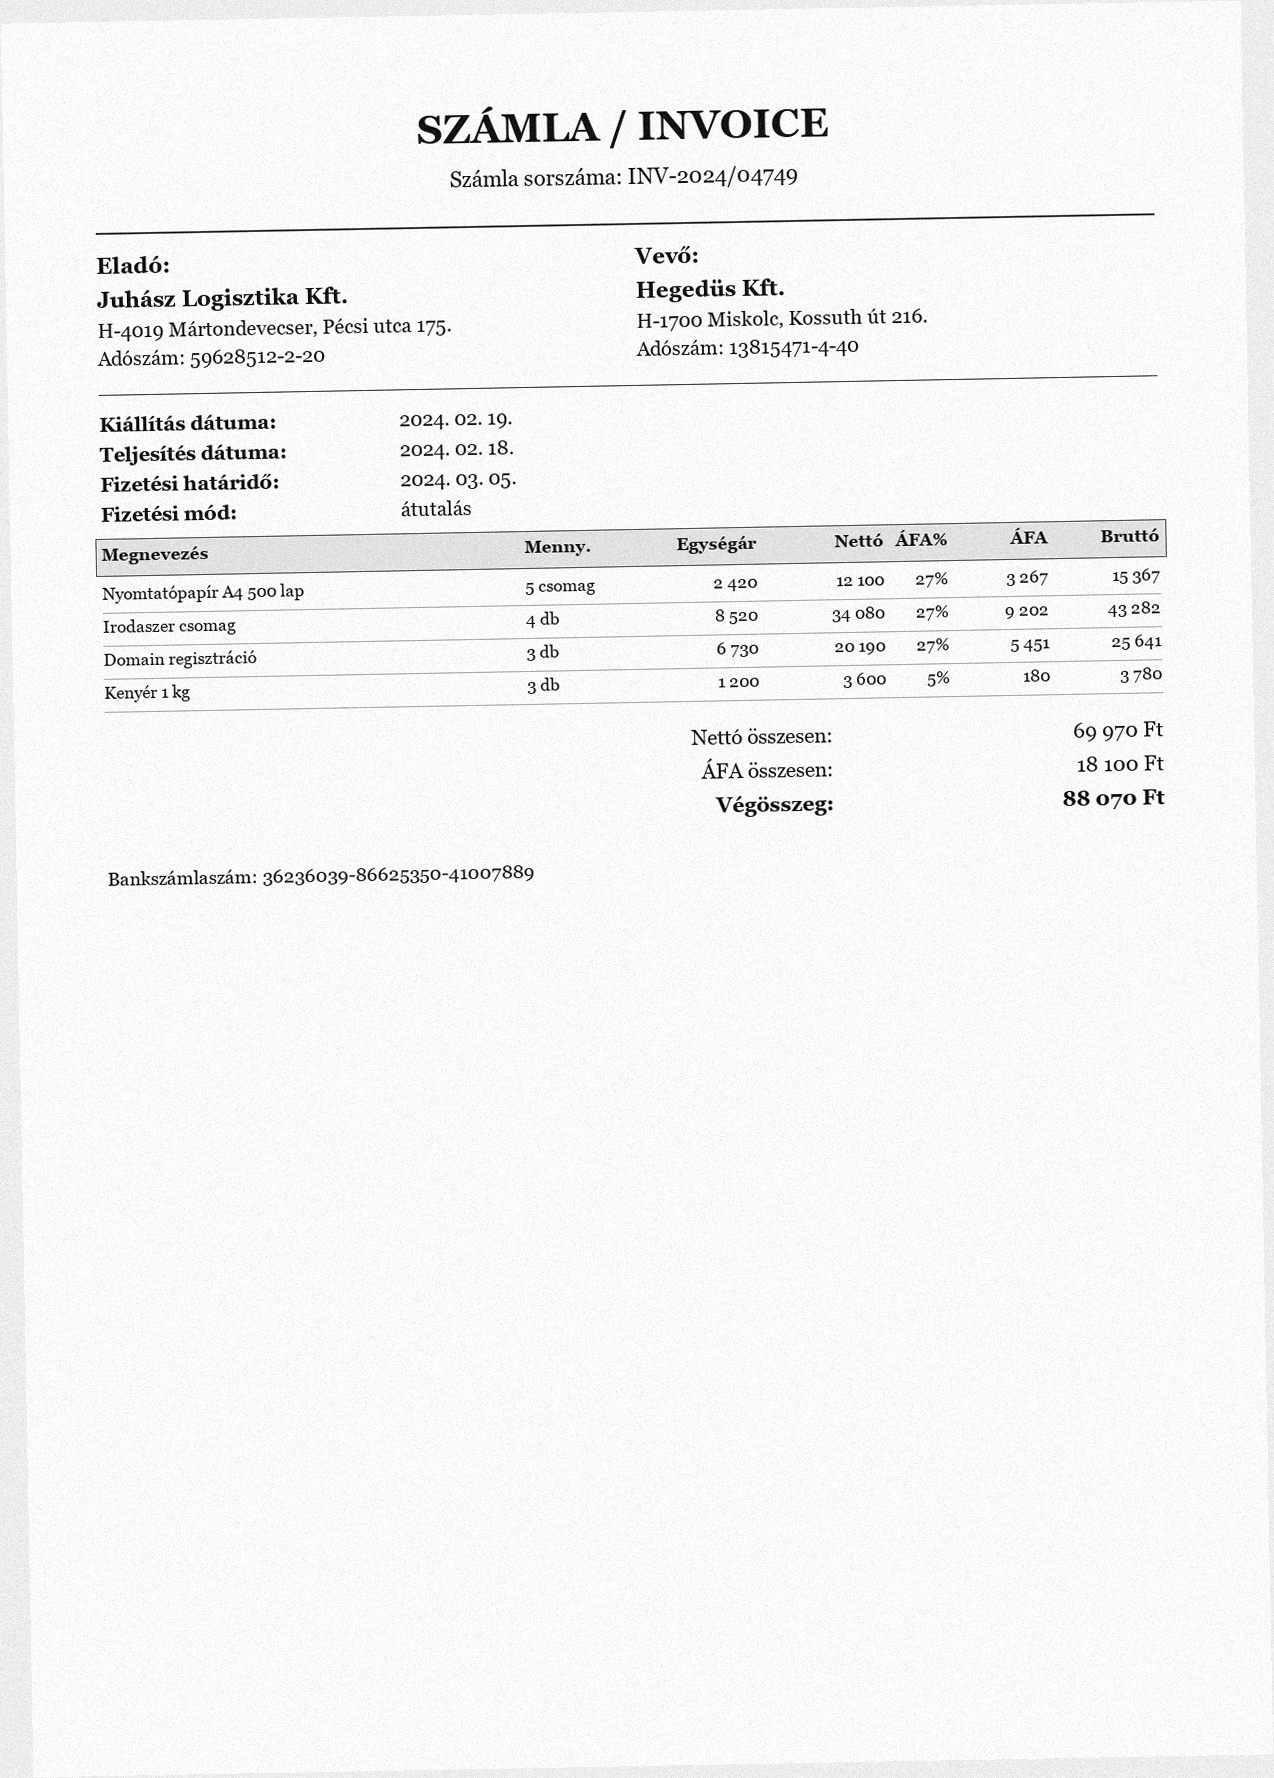 SZÁMLA / INVOICE
Számla sorszáma: INV-2024/04749
Eladó:
Juhász Logisztika Kft.
H-4019 Mártondevecser, Pécsi utca 175.
Adószám: 59628512-2-20
Vevő:
Hegedüs Kft.
H-1700 Miskolc, Kossuth út 216.
Adószám: 13815471-4-40
Kiállítás dátuma: 2024. 02. 19.
Teljesítés dátuma: 2024. 02. 18.
Fizetési határidő: 2024. 03. 05.
Fizetési mód: átutalás
Megnevezés Menny. Egységár Nettó ÁFA% ÁFA Bruttó
Nyomtatópapír A4 500 lap 5 csomag 2 420 12 100 27% 3 267 15 367
Irodaszer csomag 4 db 8 520 34 080 27% 9 202 43 282
Domain regisztráció 3 db 6 730 20 190 27% 5 451 25 641
Kenyér 1 kg 3 db 1 200 3 600 5% 180 3 780
Nettó összesen: 69 970 Ft
ÁFA összesen: 18 100 Ft
Végösszeg: 88 070 Ft
Bankszámlaszám: 36236039-86625350-41007889